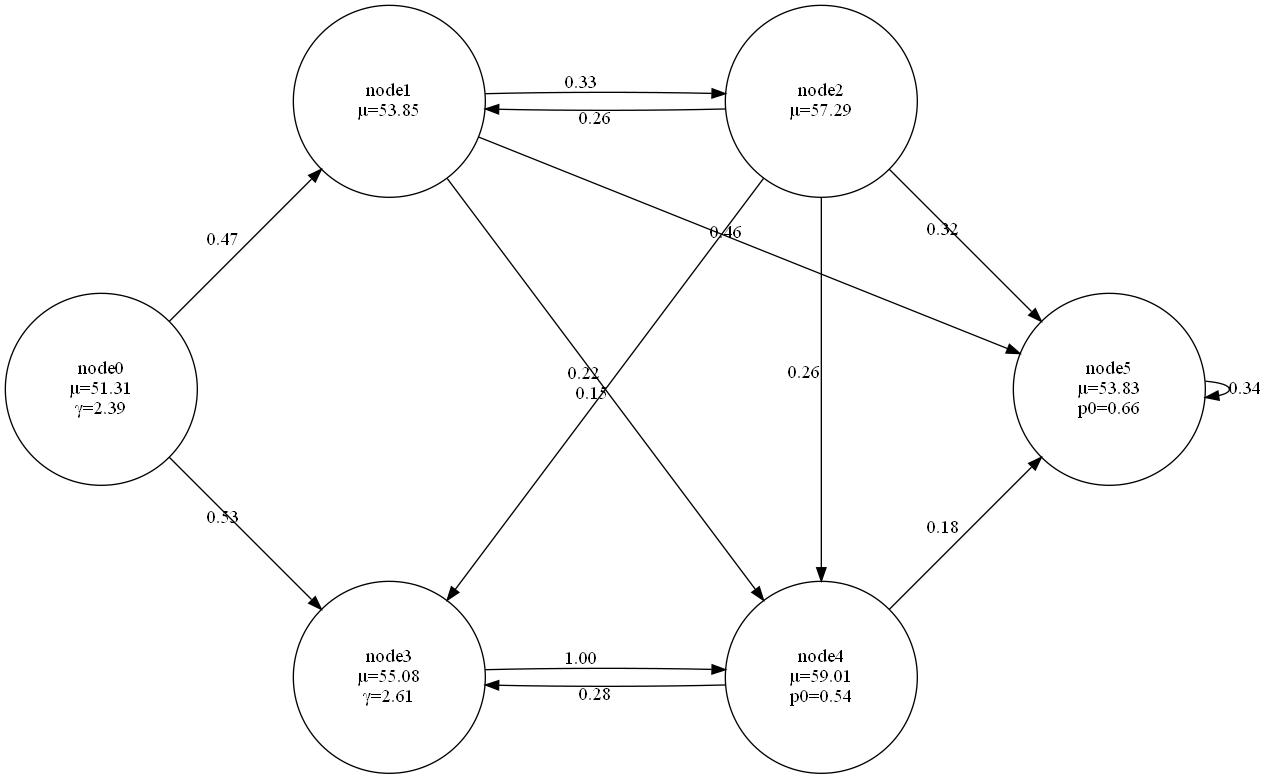 node1
μ=53.85
0.33
0.26
node2
μ=57.29
0.47
0.46
0.32
node0
μ=51.31
γ=2.39
0.22
0.15
0.26
node5
μ=53.83
p0=0.66
0.34
0.53
0.18
node3
μ=55.08
γ=2.61
1.00
0.28
node4
μ=59.01
p0=0.54